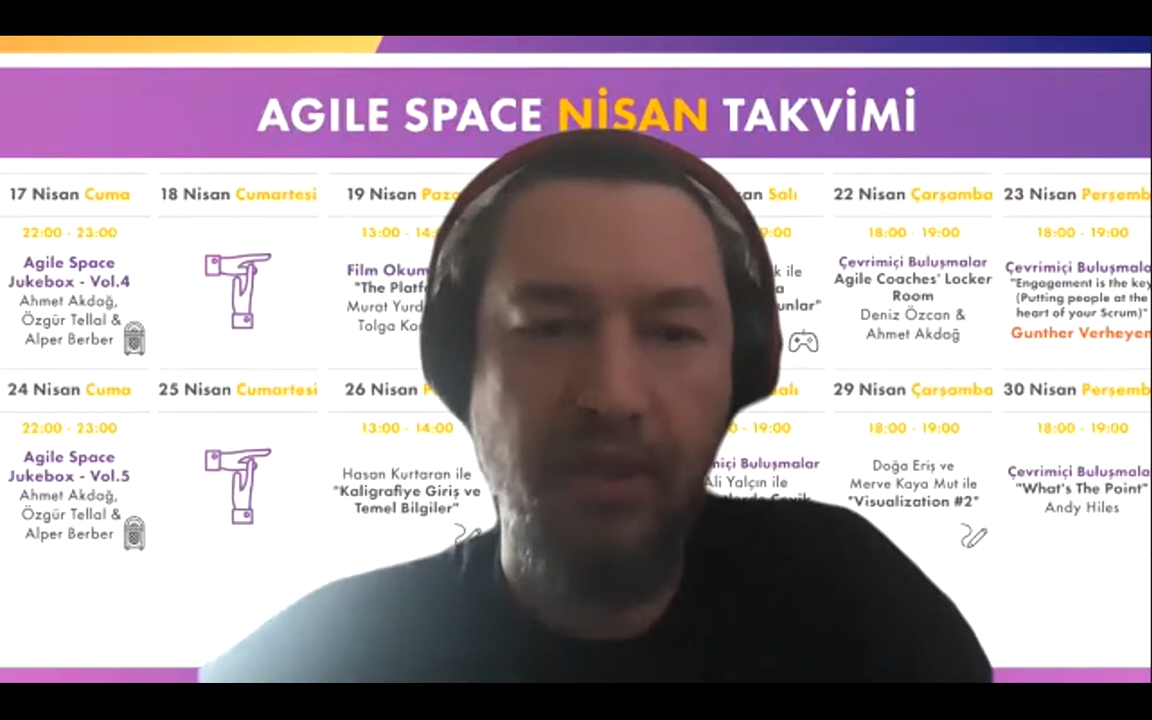 AGILE SPACE NİSAN TAKVİMİ
17 Nisan Cuma
22:00 - 23:00
Agile Space
Jukebox - Vol.4
Ahmet Akdoğ,
Özgür Tellal &
Alper Berber
18 Nisan Cumartesi
19 Nisan
13:00 -
Film
"The
Murat
Tolga
Salı
ile
22 Nisan Çarşamba
18:00 - 19:00
Çevrimiçi Buluşmalar
Agile Coaches' Locker
Room
Deniz Özcan &
Ahmet Akdağ
23 Nisan Perşemb
18:00 - 19:00
Çevrimiçi Buluşmala
"Engagement is the key
(Putting people at the
heart of your Scrum)"
Gunther Verheyen
24 Nisan Cuma
22:00 - 23:00
Agile Space
Jukebox - Vol.5
Ahmet Akdağ,
Özgür Tellal &
Alper Berber
25 Nisan Cumartesi
26 Nisan
13:00 - 14:00
Hasan Kurtaran ile
"Kaligrafiye Giriş ve
Temel Bilgiler"
19:00
Ali Yalçın ile
29 Nisan Çarşamba
18:00 - 19:00
Doğa Eriş ve
Merve Kaya Mut ile
"Visualization #2"
30 Nisan Perşemb
18:00 - 19:00
Çevrimiçi Buluşmala
"What's The Point"
Andy Hiles